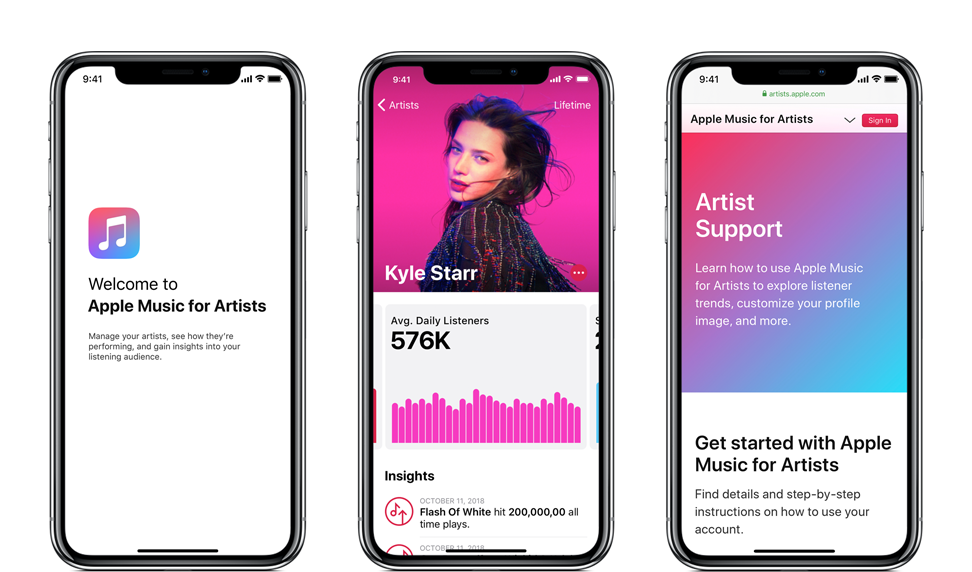 9:41
Welcome to
Apple Music for Artists
Manage your artists, see how they're
performing, and gain insights into your
listening audience.
9:41
Artists
Lifetime
Kyle Starr
Avg. Daily Listeners
576K
Insights
OCTOBER 11, 2018
Flash Of White hit 200,000,00 all
time plays.
OCTOBER 11, 2018
9:41
artists.apple.com
Apple Music for Artists
Sign In
Artist
Support
Learn how to use Apple Music
for Artists to explore listener
trends, customize your profile
image, and more.
Get started with Apple
Music for Artists
Find details and step-by-step
instructions on how to use your
account.